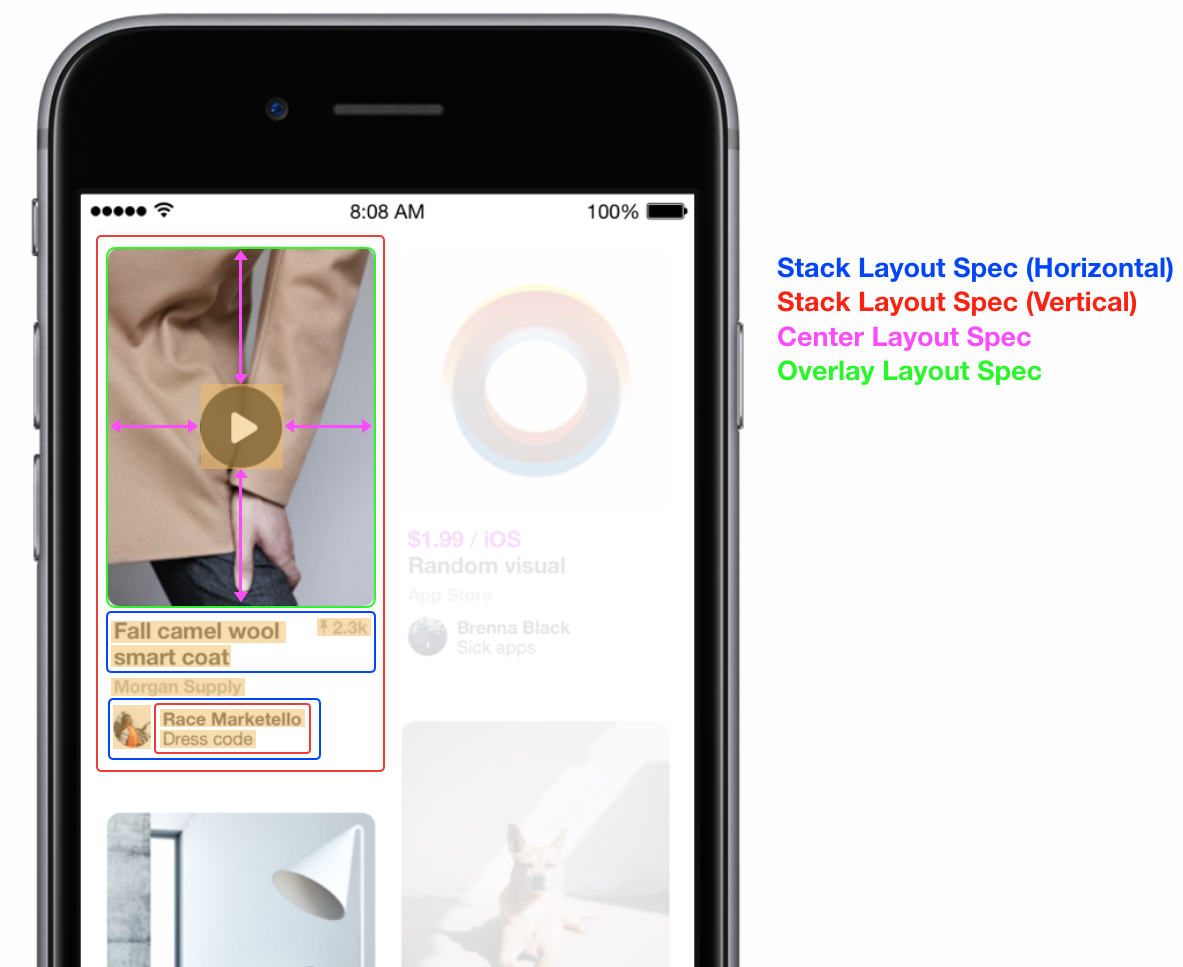 8:08 AM
100%
Stack Layout Spec (Horizontal)
Stack Layout Spec (Vertical)
Center Layout Spec
Overlay Layout Spec
Fall camel wool
smart coat
2.3k
Morgan Supply
Race Marketello
Dress code
$1.99 / iOS
Random visual
App Store
Brenna Black
Sick apps